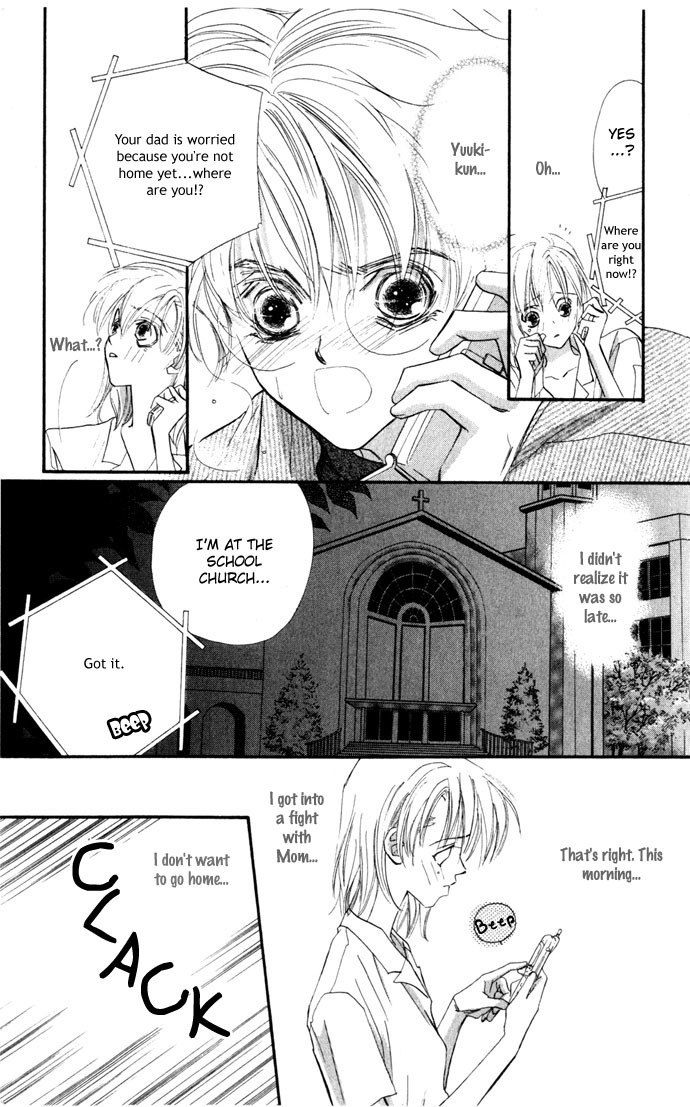 YES
...?
Where
are you
right
now!?
Oh...
Yuuki-
kun...
Your dad is worried
because you're not
home yet...where
are you!?
What...?
I didn't
realize it
was so
late...
I'M AT THE
SCHOOL
CHURCH...
Got it.
Beep
That's right. This
morning...
Beep
I got into
a fight
with
Mom...
I don't want
to go home...
CLACK